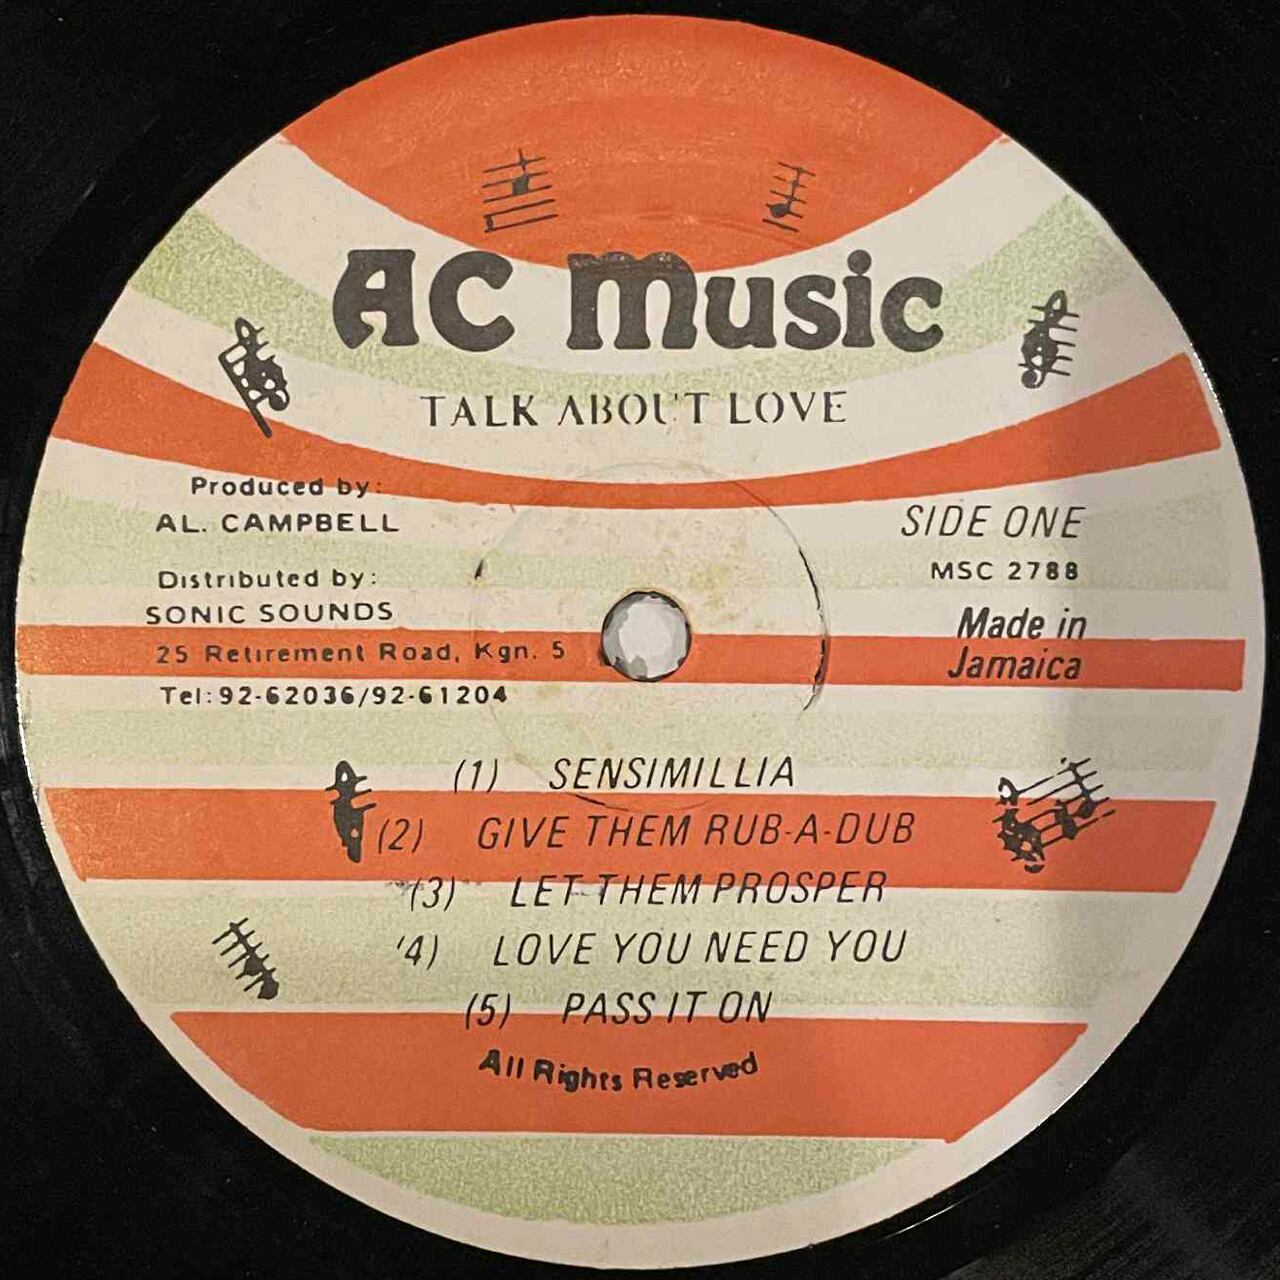 AC Music
TALK ABOUT LOVE
Produced by:
AL. CAMPBELL
Distributed by:
SONIC SOUNDS
25 Retirement Road, Kgn. 5
Tel:92-62036/92-61204
SIDE ONE
MSC 2788
Made in
Jamaica
(1) SENSIMILLIA
(2) GIVE THEM RUB-A-DUB
(3) LET THEM PROSPER
'4) LOVE YOU NEED YOU
(5) PASS IT ON
All Rights Reserved